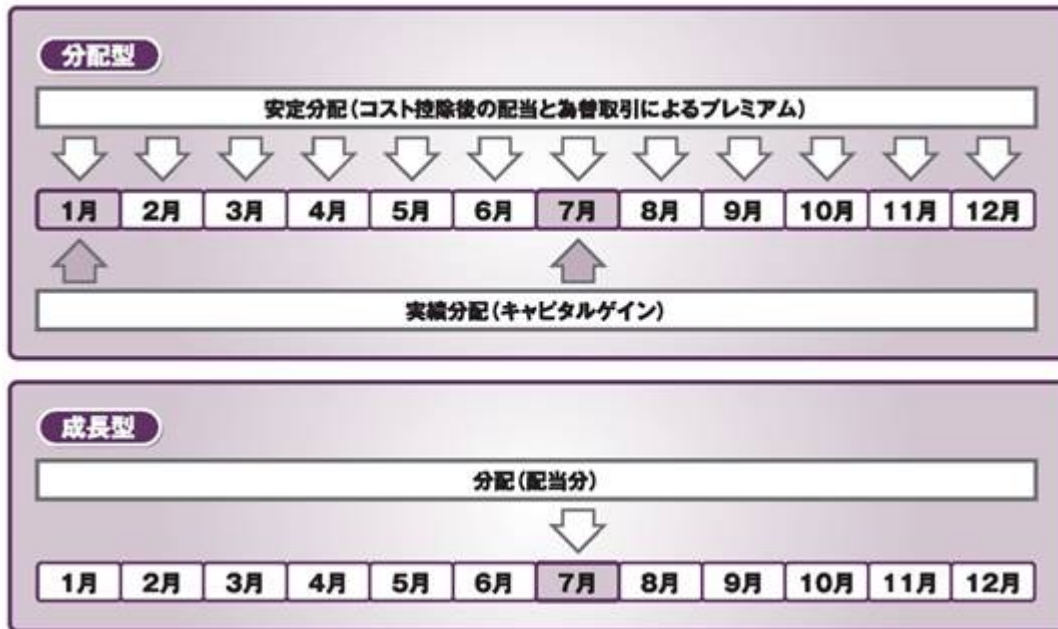 分配型
安定分配(コスト控除後の配当と為替取引によるプレミアム)
1月 2月 3月 4月 5月 6月 7月 8月 9月 10月 11月 12月
実績分配(キャピタルゲイン)
成長型
分配(配当分)
1月 2月 3月 4月 5月 6月 7月 8月 9月 10月 11月 12月